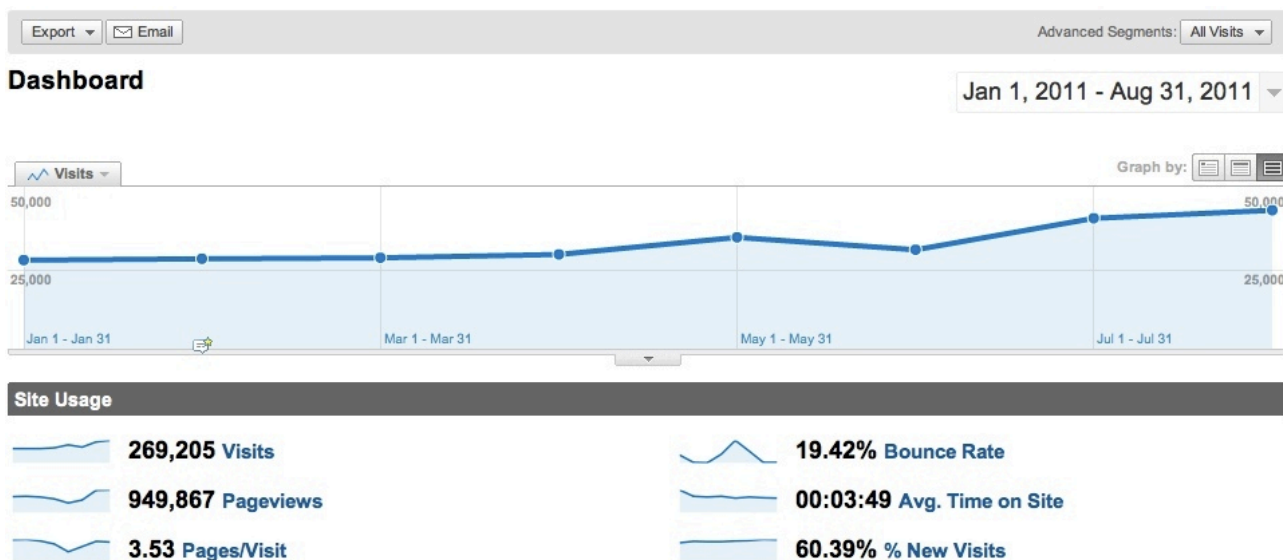 Export Email Advanced Segments: All Visits
Dashboard
Jan 1, 2011 - Aug 31, 2011
Visits Graph by:
50,000 50,000
25,000 25,000
Jan 1 - Jan 31 Mar 1 - Mar 31 May 1 - May 31 Jul 1 - Jul 31
Site Usage
269,205 Visits 19.42% Bounce Rate
949,867 Pageviews 00:03:49 Avg. Time on Site
3.53 Pages/Visit 60.39% % New Visits